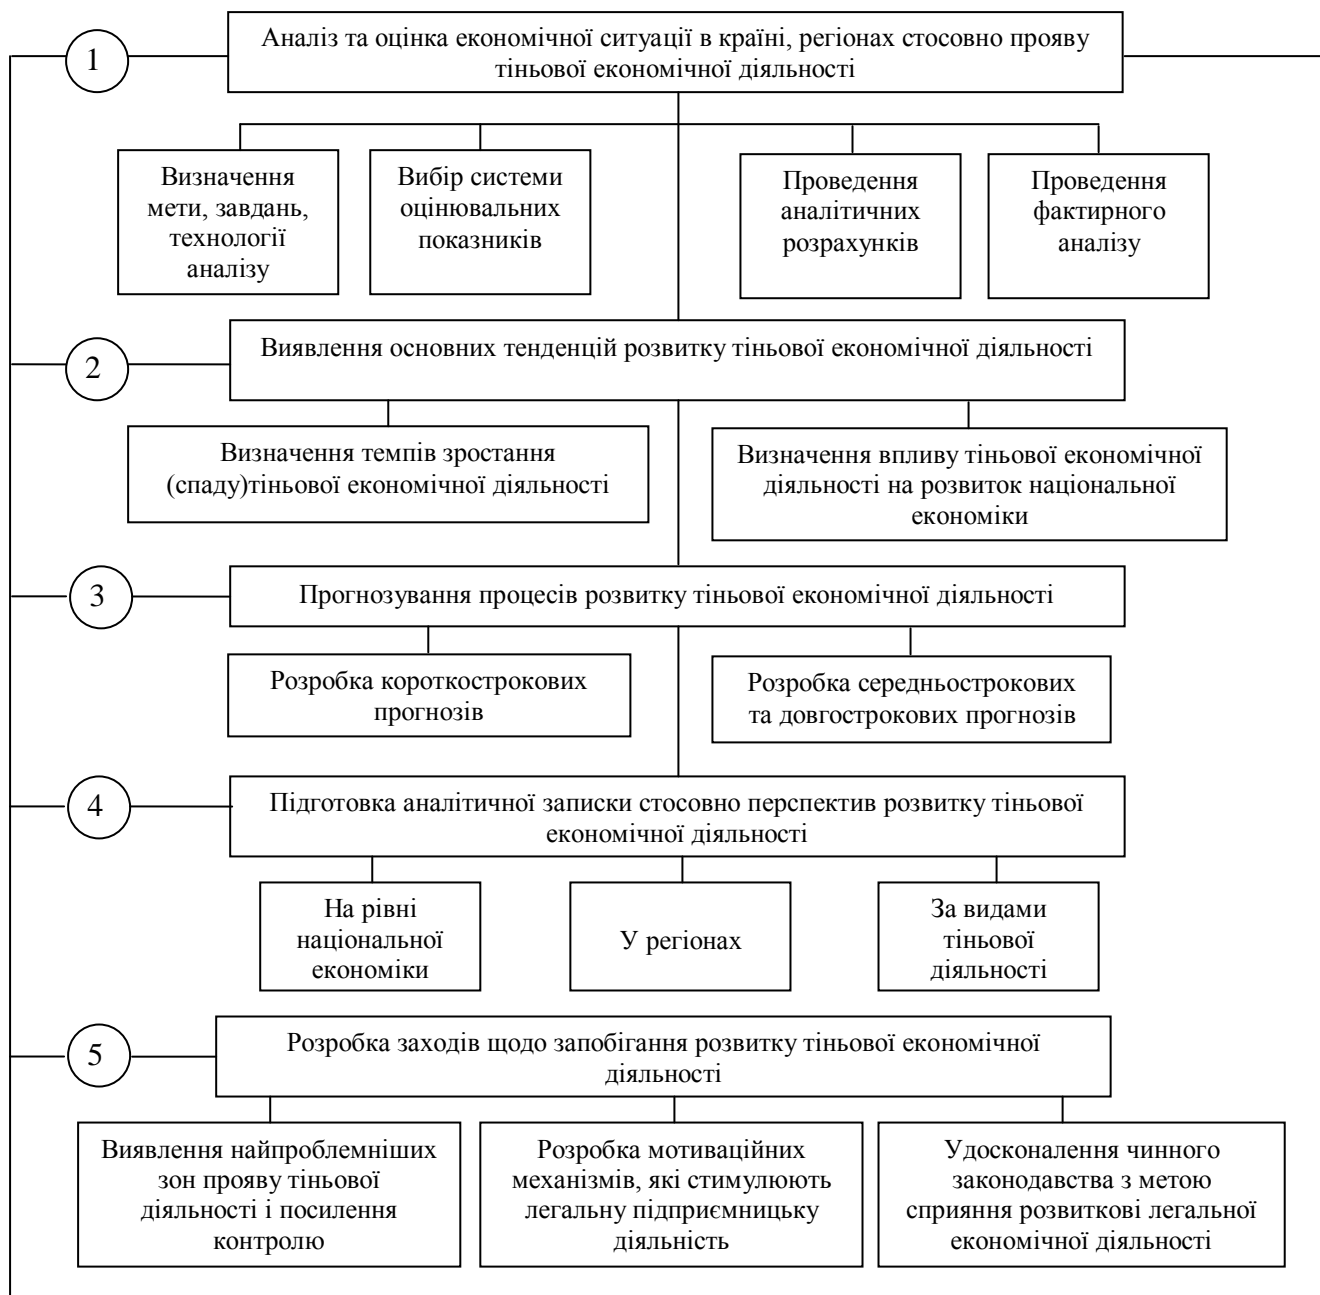 1
Аналіз та оцінка економічної ситуації в країні, регіонах стосовно прояву
тіньової економічної діяльності
Визначення
мети, завдань,
технології
аналізу
Вибір системи
оцінювальних
показників
Проведення
аналітичних
розрахунків
Проведення
фактирного
аналізу
2
Виявлення основних тенденцій розвитку тіньової економічної діяльності
Визначення темпів зростання
(спаду)тіньової економічної діяльності
Визначення впливу тіньової економічної
діяльності на розвиток національної
економіки
3
Прогнозування процесів розвитку тіньової економічної діяльності
Розробка короткострокових
прогнозів
Розробка середньострокових
та довгострокових прогнозів
4
Підготовка аналітичної записки стосовно перспектив розвитку тіньової
економічної діяльності
На рівні
національної
економіки
У регіонах
За видами
тіньової
діяльності
5
Розробка заходів щодо запобігання розвитку тіньової економічної
діяльності
Виявлення найпроблемніших
зон прояву тіньової
діяльності і посилення
контролю
Розробка мотиваційних
механізмів, які стимулюють
легальну підприємницьку
діяльність
Удосконалення чинного
законодавства з метою
сприяння розвиткові легальної
економічної діяльності